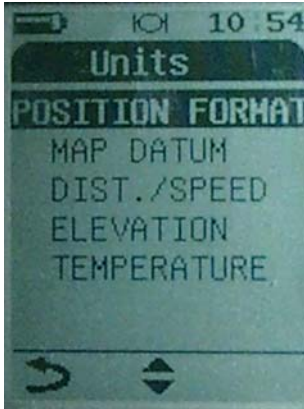 10:54
Units
POSITION FORMAT
MAP DATUM
DIST./SPEED
ELEVATION
TEMPERATURE